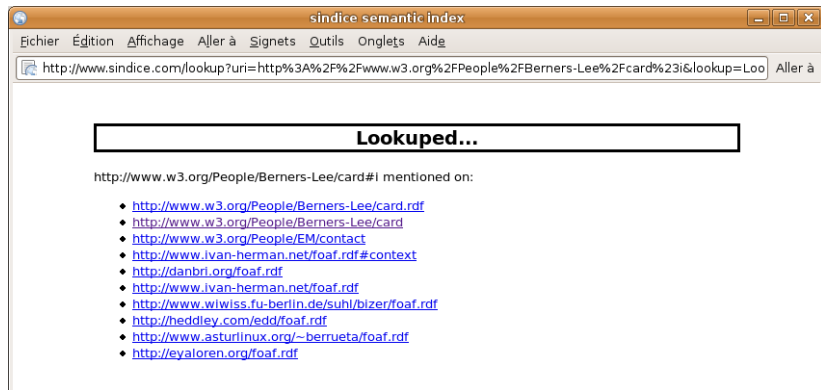 sindice semantic index
Fichier Édition Affichage Aller à Signets Outils Onglets Aide
http://www.sindice.com/lookup?uri=http%3A%2F%2Fwww.w3.org%2FPeople%2FBerners-Lee%2Fcard%23i&lookup=Loo Aller à
Lookuped...
http://www.w3.org/People/Berners-Lee/card#i mentioned on:
http://www.w3.org/People/Berners-Lee/card.rdf
http://www.w3.org/People/Berners-Lee/card
http://www.w3.org/People/EM/contact
http://www.ivan-herman.net/foaf.rdf#context
http://danbri.org/foaf.rdf
http://www.ivan-herman.net/foaf.rdf
http://www.wiwiss.fu-berlin.de/suhl/bizer/foaf.rdf
http://heddley.com/edd/foaf.rdf
http://www.asturlinux.org/~berrueta/foaf.rdf
http://eyaloren.org/foaf.rdf